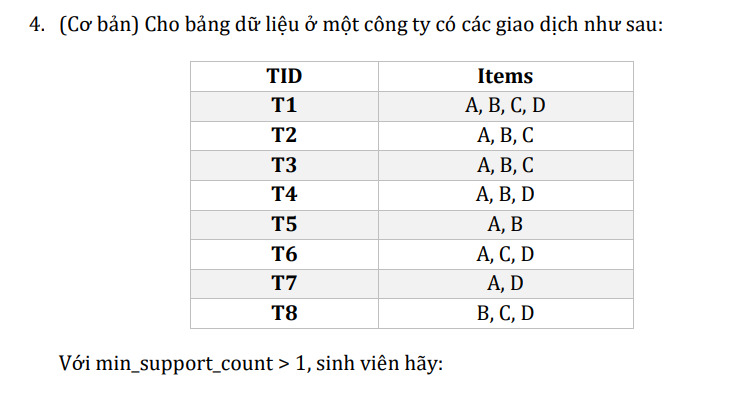 4. (Cơ bản) Cho bảng dữ liệu ở một công ty có các giao dịch như sau:
TID Items
T1 A, B, C, D
T2 A, B, C
T3 A, B, C
T4 A, B, D
T5 A, B
T6 A, C, D
T7 A, D
T8 B, C, D
Với min_support_count > 1, sinh viên hãy: